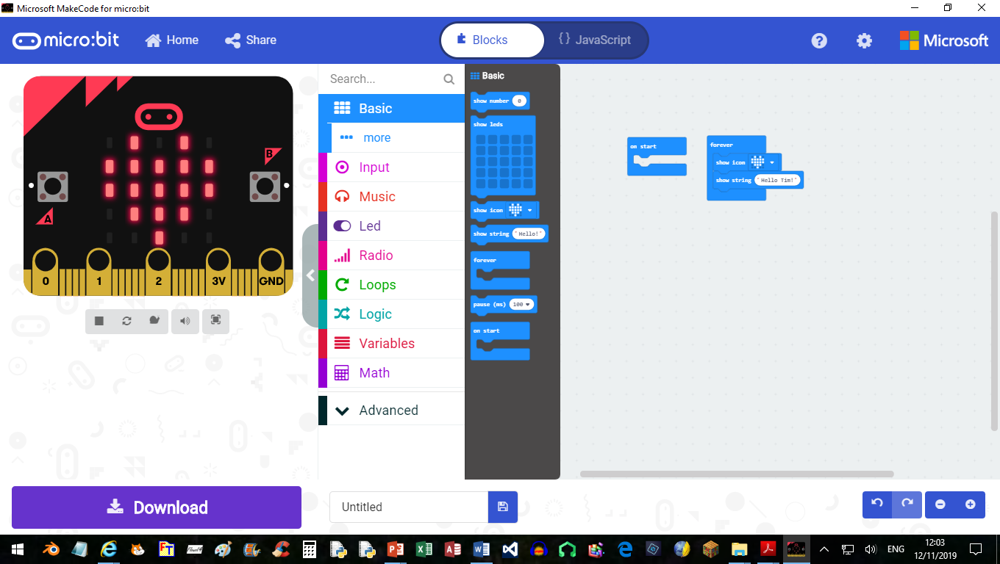 Microsoft MakeCode for micro:bit
micro:bit
Home
Share
Blocks
{} JavaScript
?
Microsoft
B
A
0
1
2
3V
GND
Search...
Basic
more
Input
Music
Led
Radio
Loops
Logic
Variables
Math
Advanced
Basic
show number 0
show leds
show icon
show string "Hello!"
forever
pause (ms) 100
on start
on start
forever
show icon
show string "Hello Tim!"
Download
Untitled
FT
ENG
12:03
12/11/2019